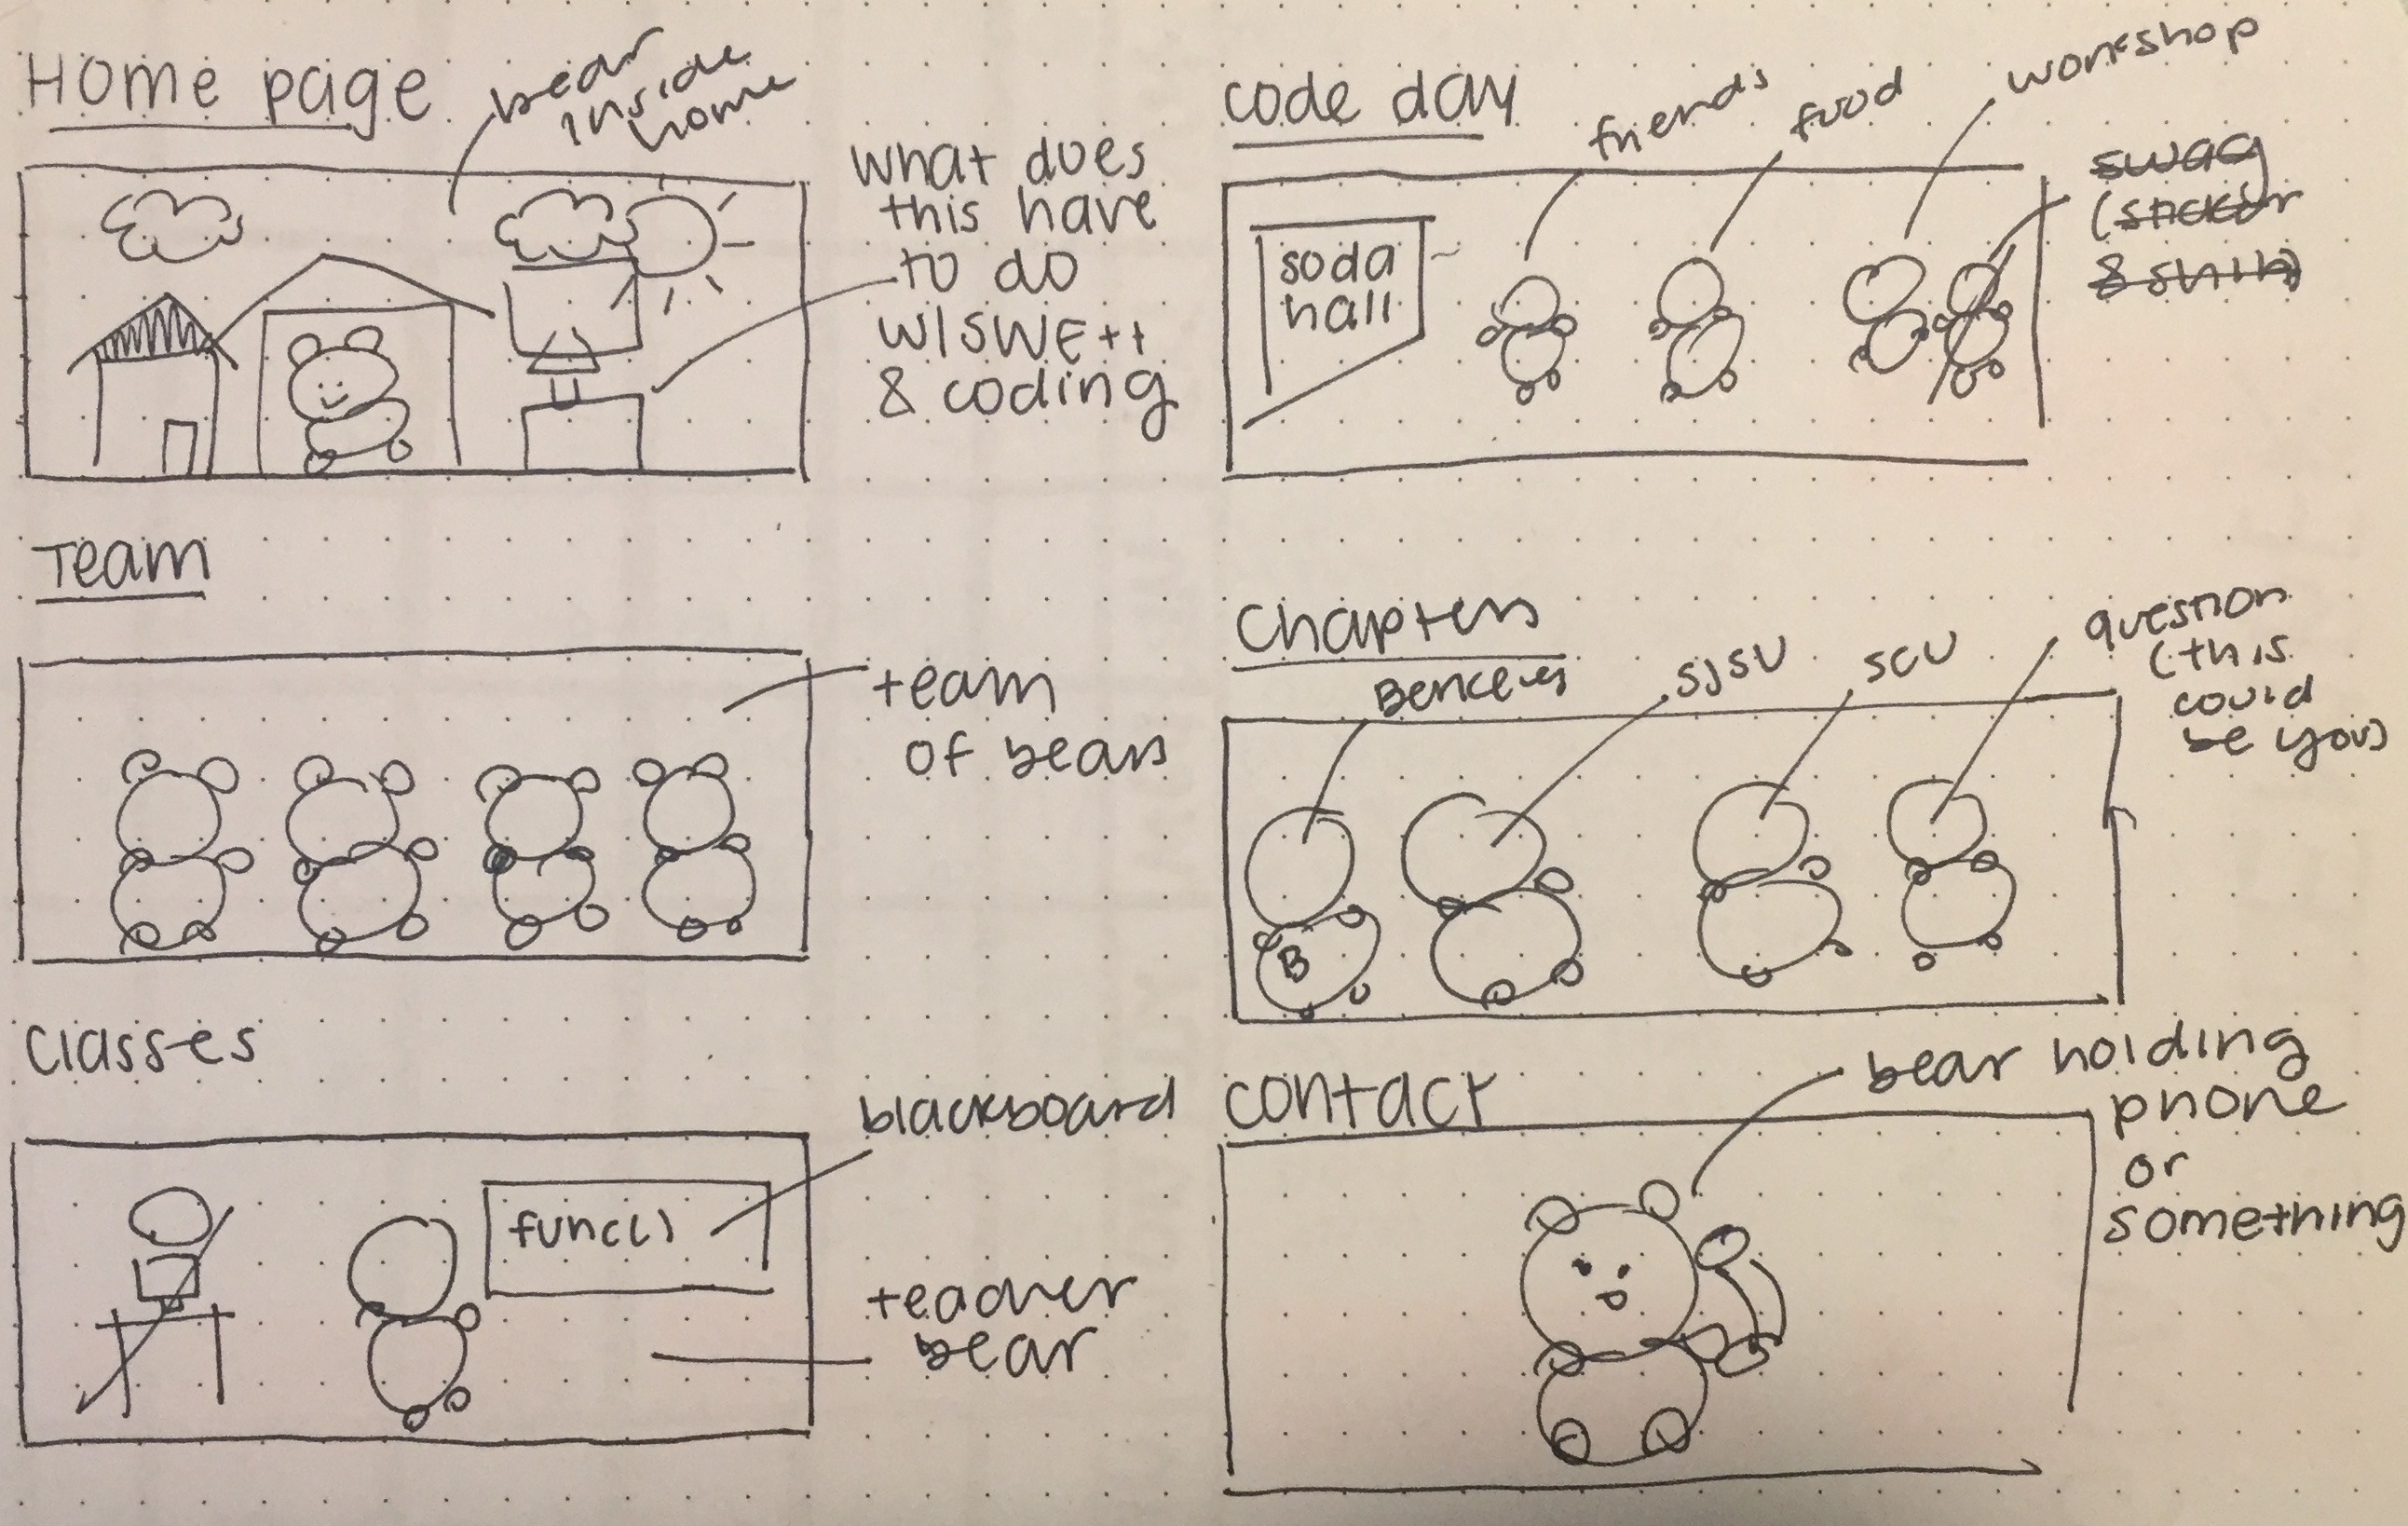 Home page
bear
inside
home
what does
this have
to do
w/SWE++
& coding
code day
friends
food
workshop
swag
(sticker
soda
hall
Team
team
of bears
Chapters
SJSU
SCU
question
(this
could
be you)
B
Classes
blackboard
func()
teacher
bear
contact
bear holding
phone
or
something